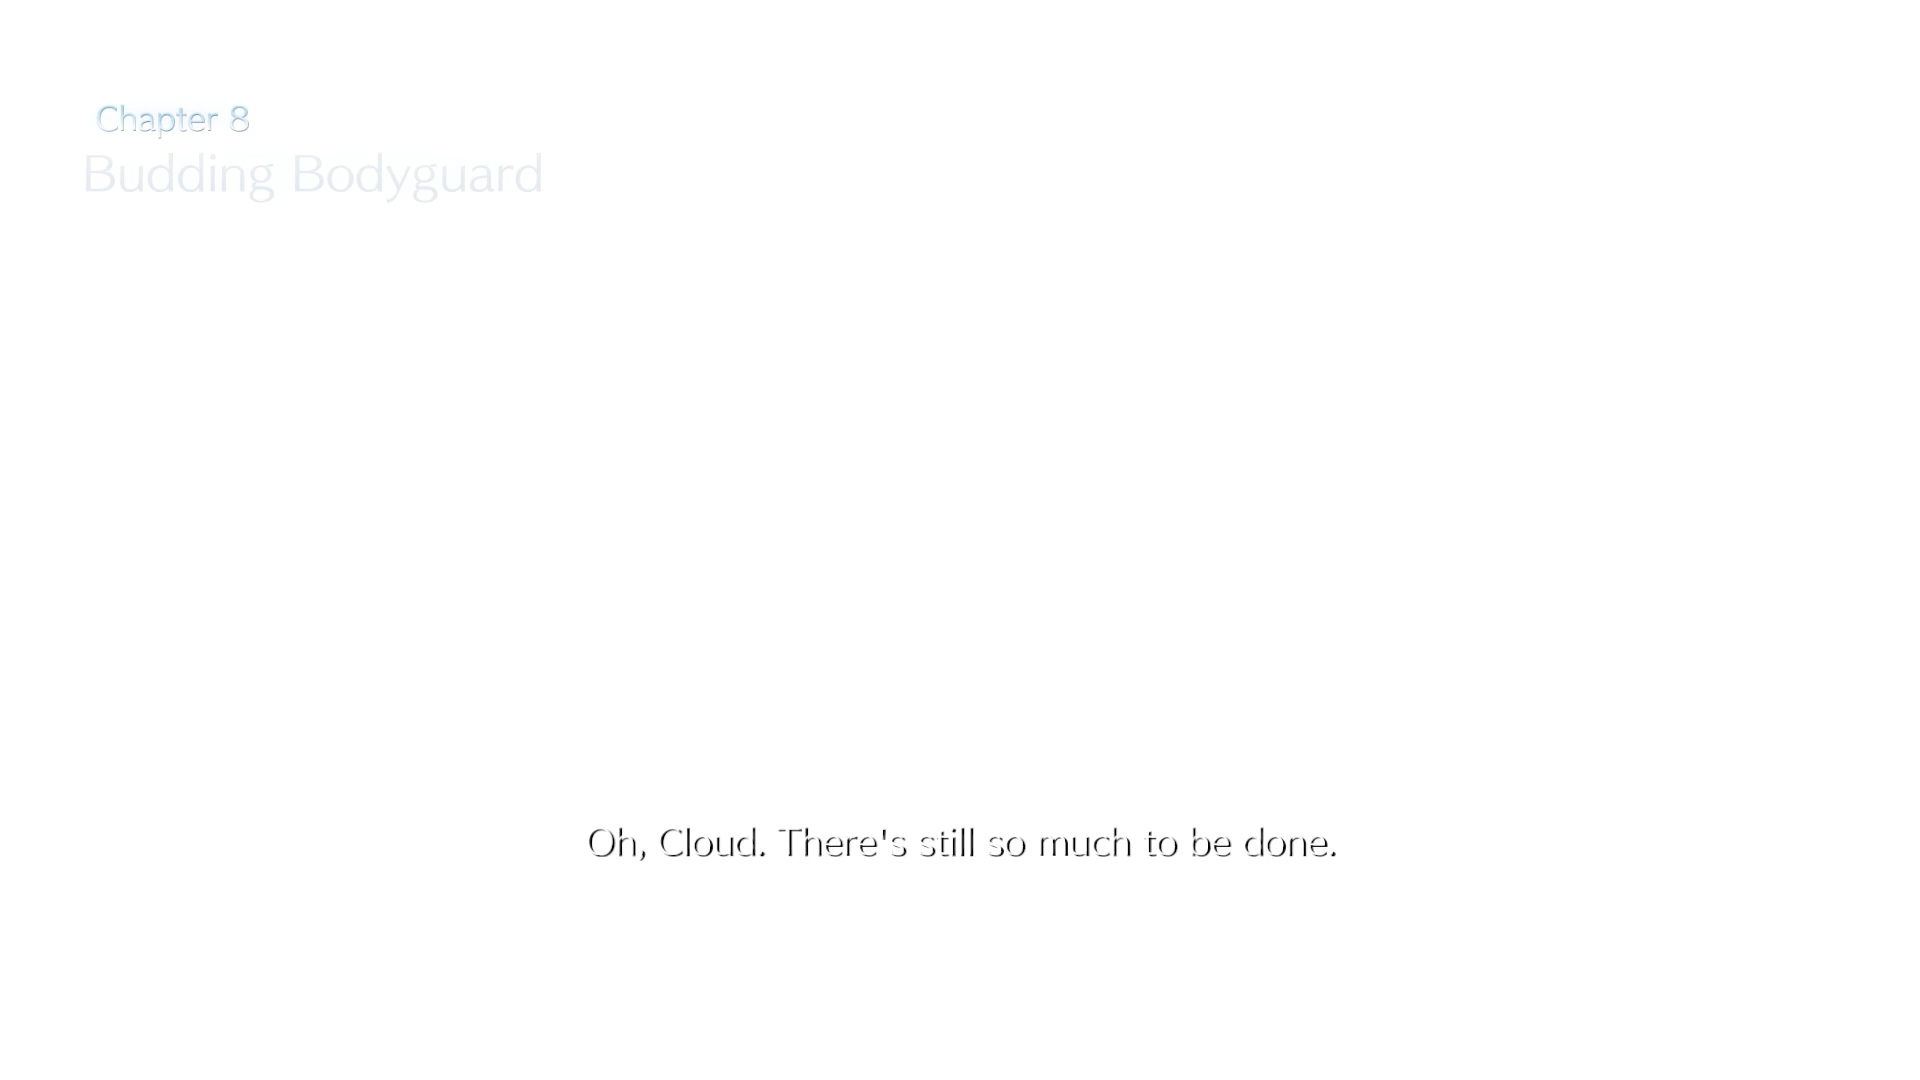 Chapter 8
Budding Bodyguard
Oh, Cloud. There's still so much to be done.